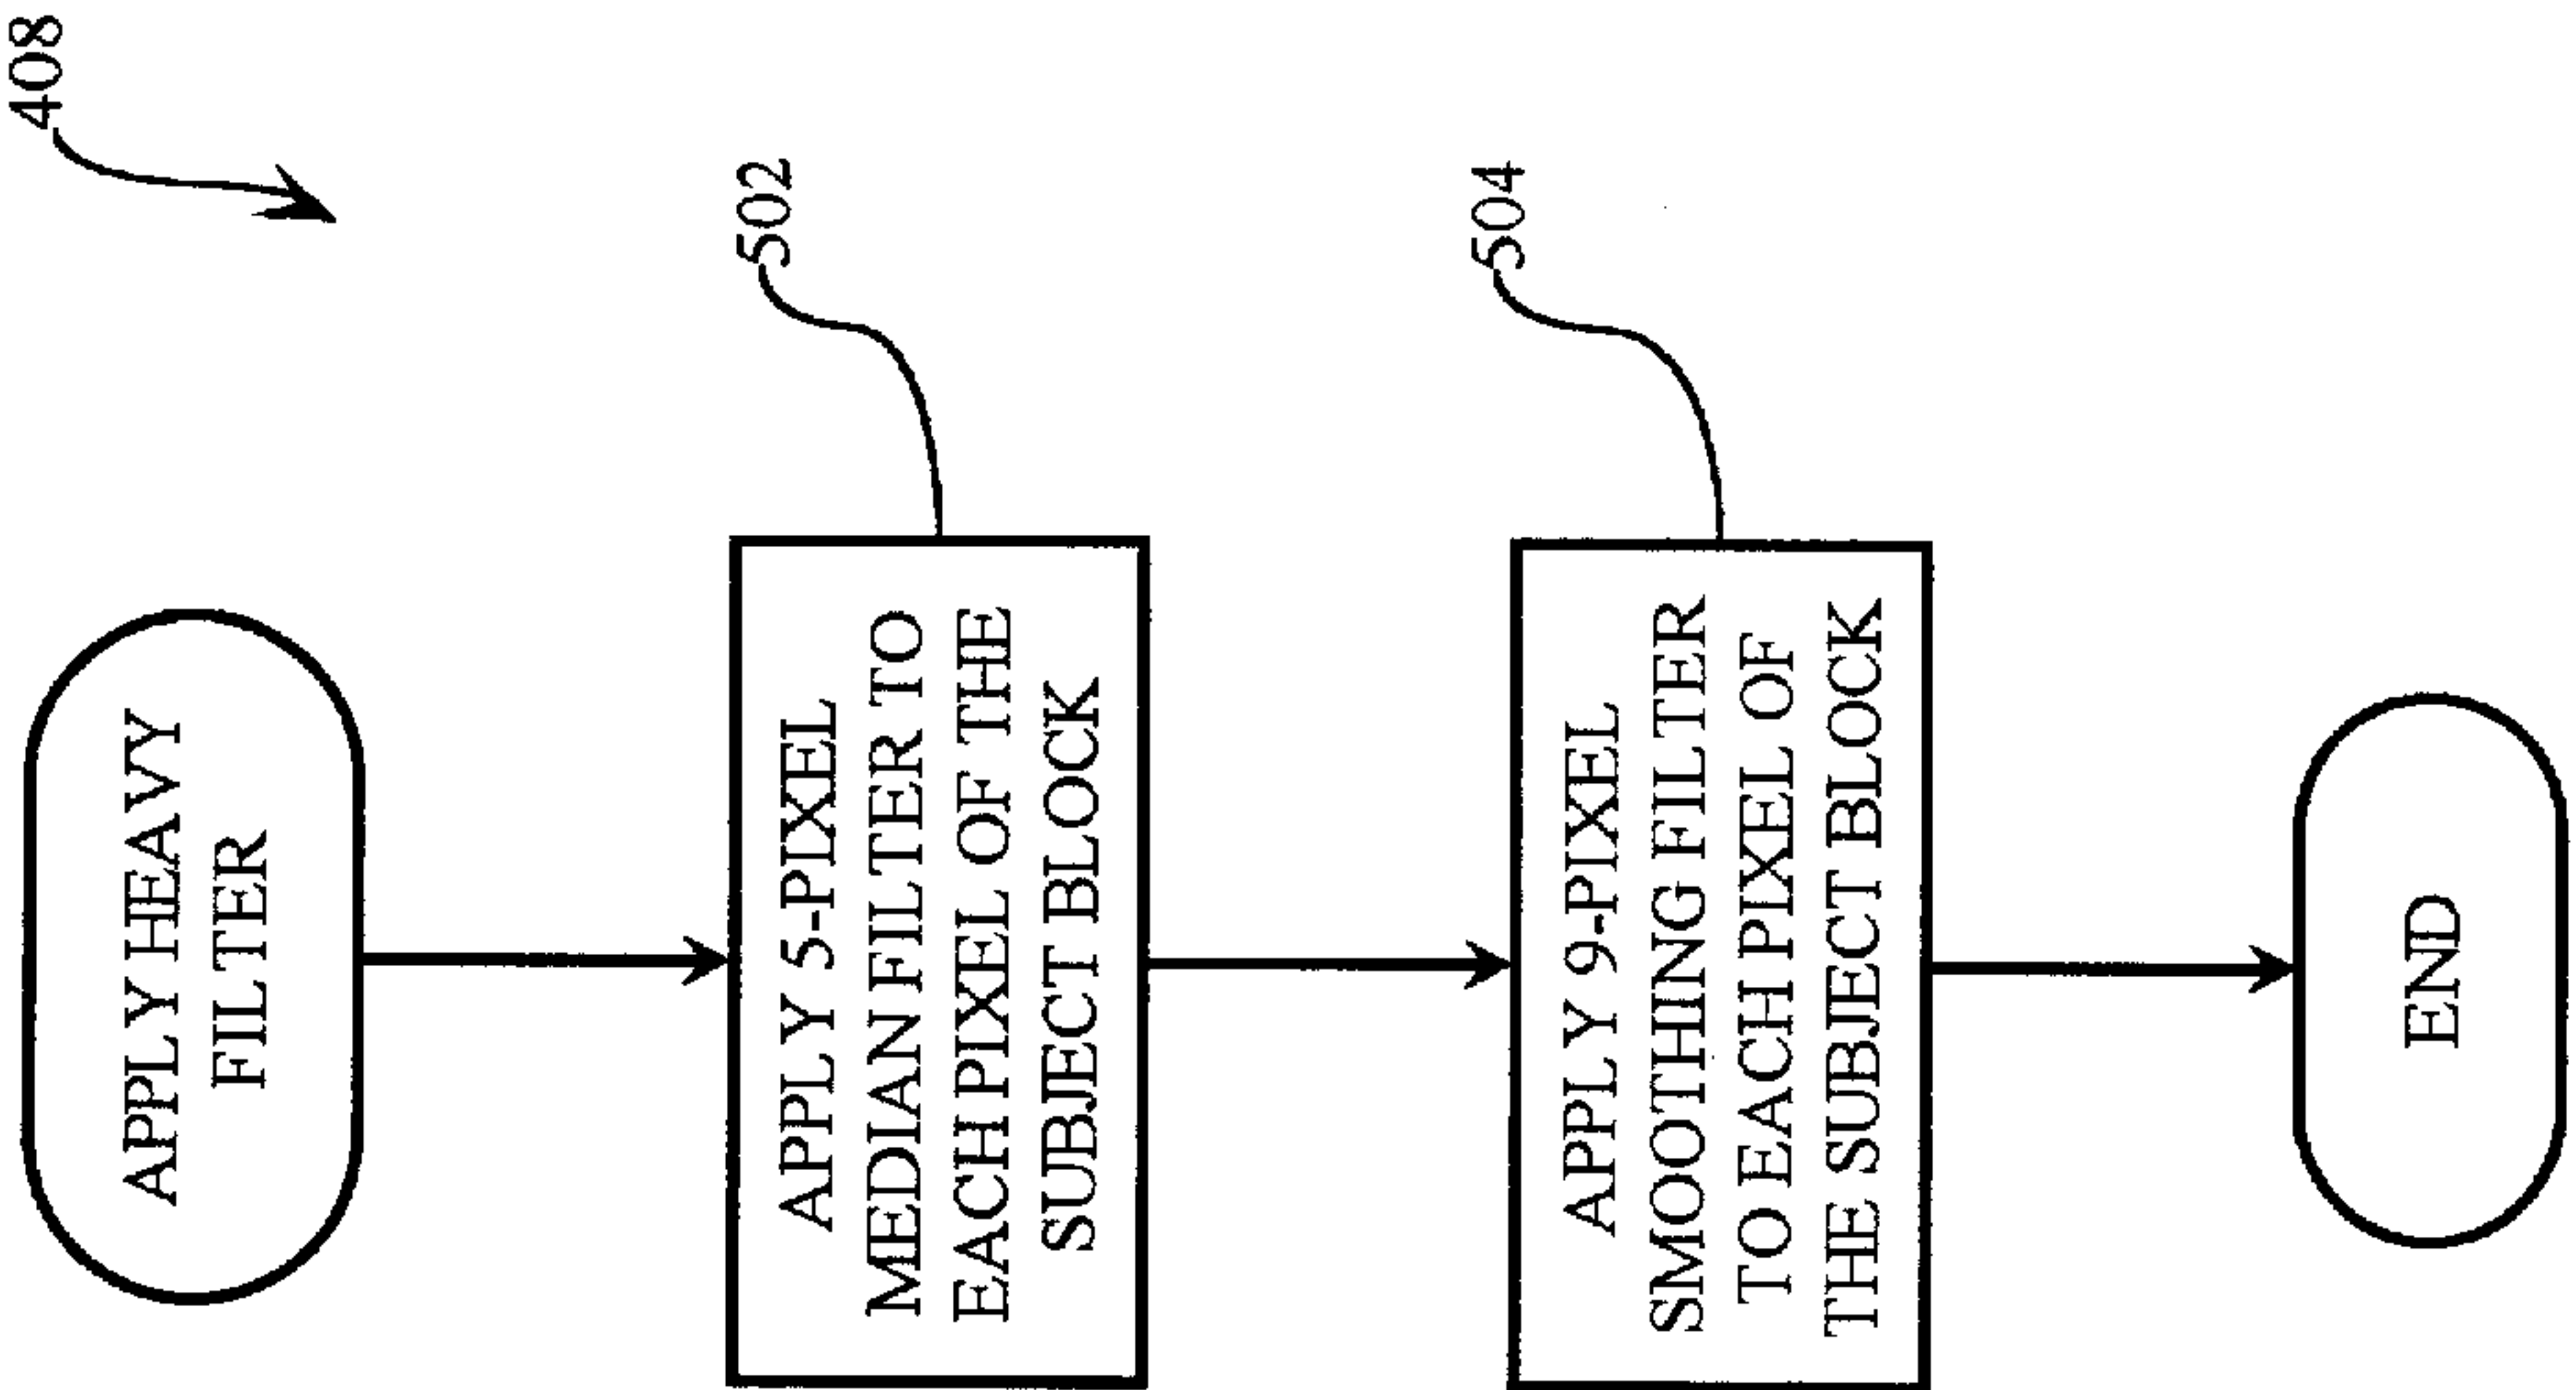 408
APPLY HEAVY
FILTER
502
APPLY 5-PIXEL
MEDIAN FILTER TO
EACH PIXEL OF THE
SUBJECT BLOCK
504
APPLY 9-PIXEL
SMOOTHING FILTER
TO EACH PIXEL OF
THE SUBJECT BLOCK
END